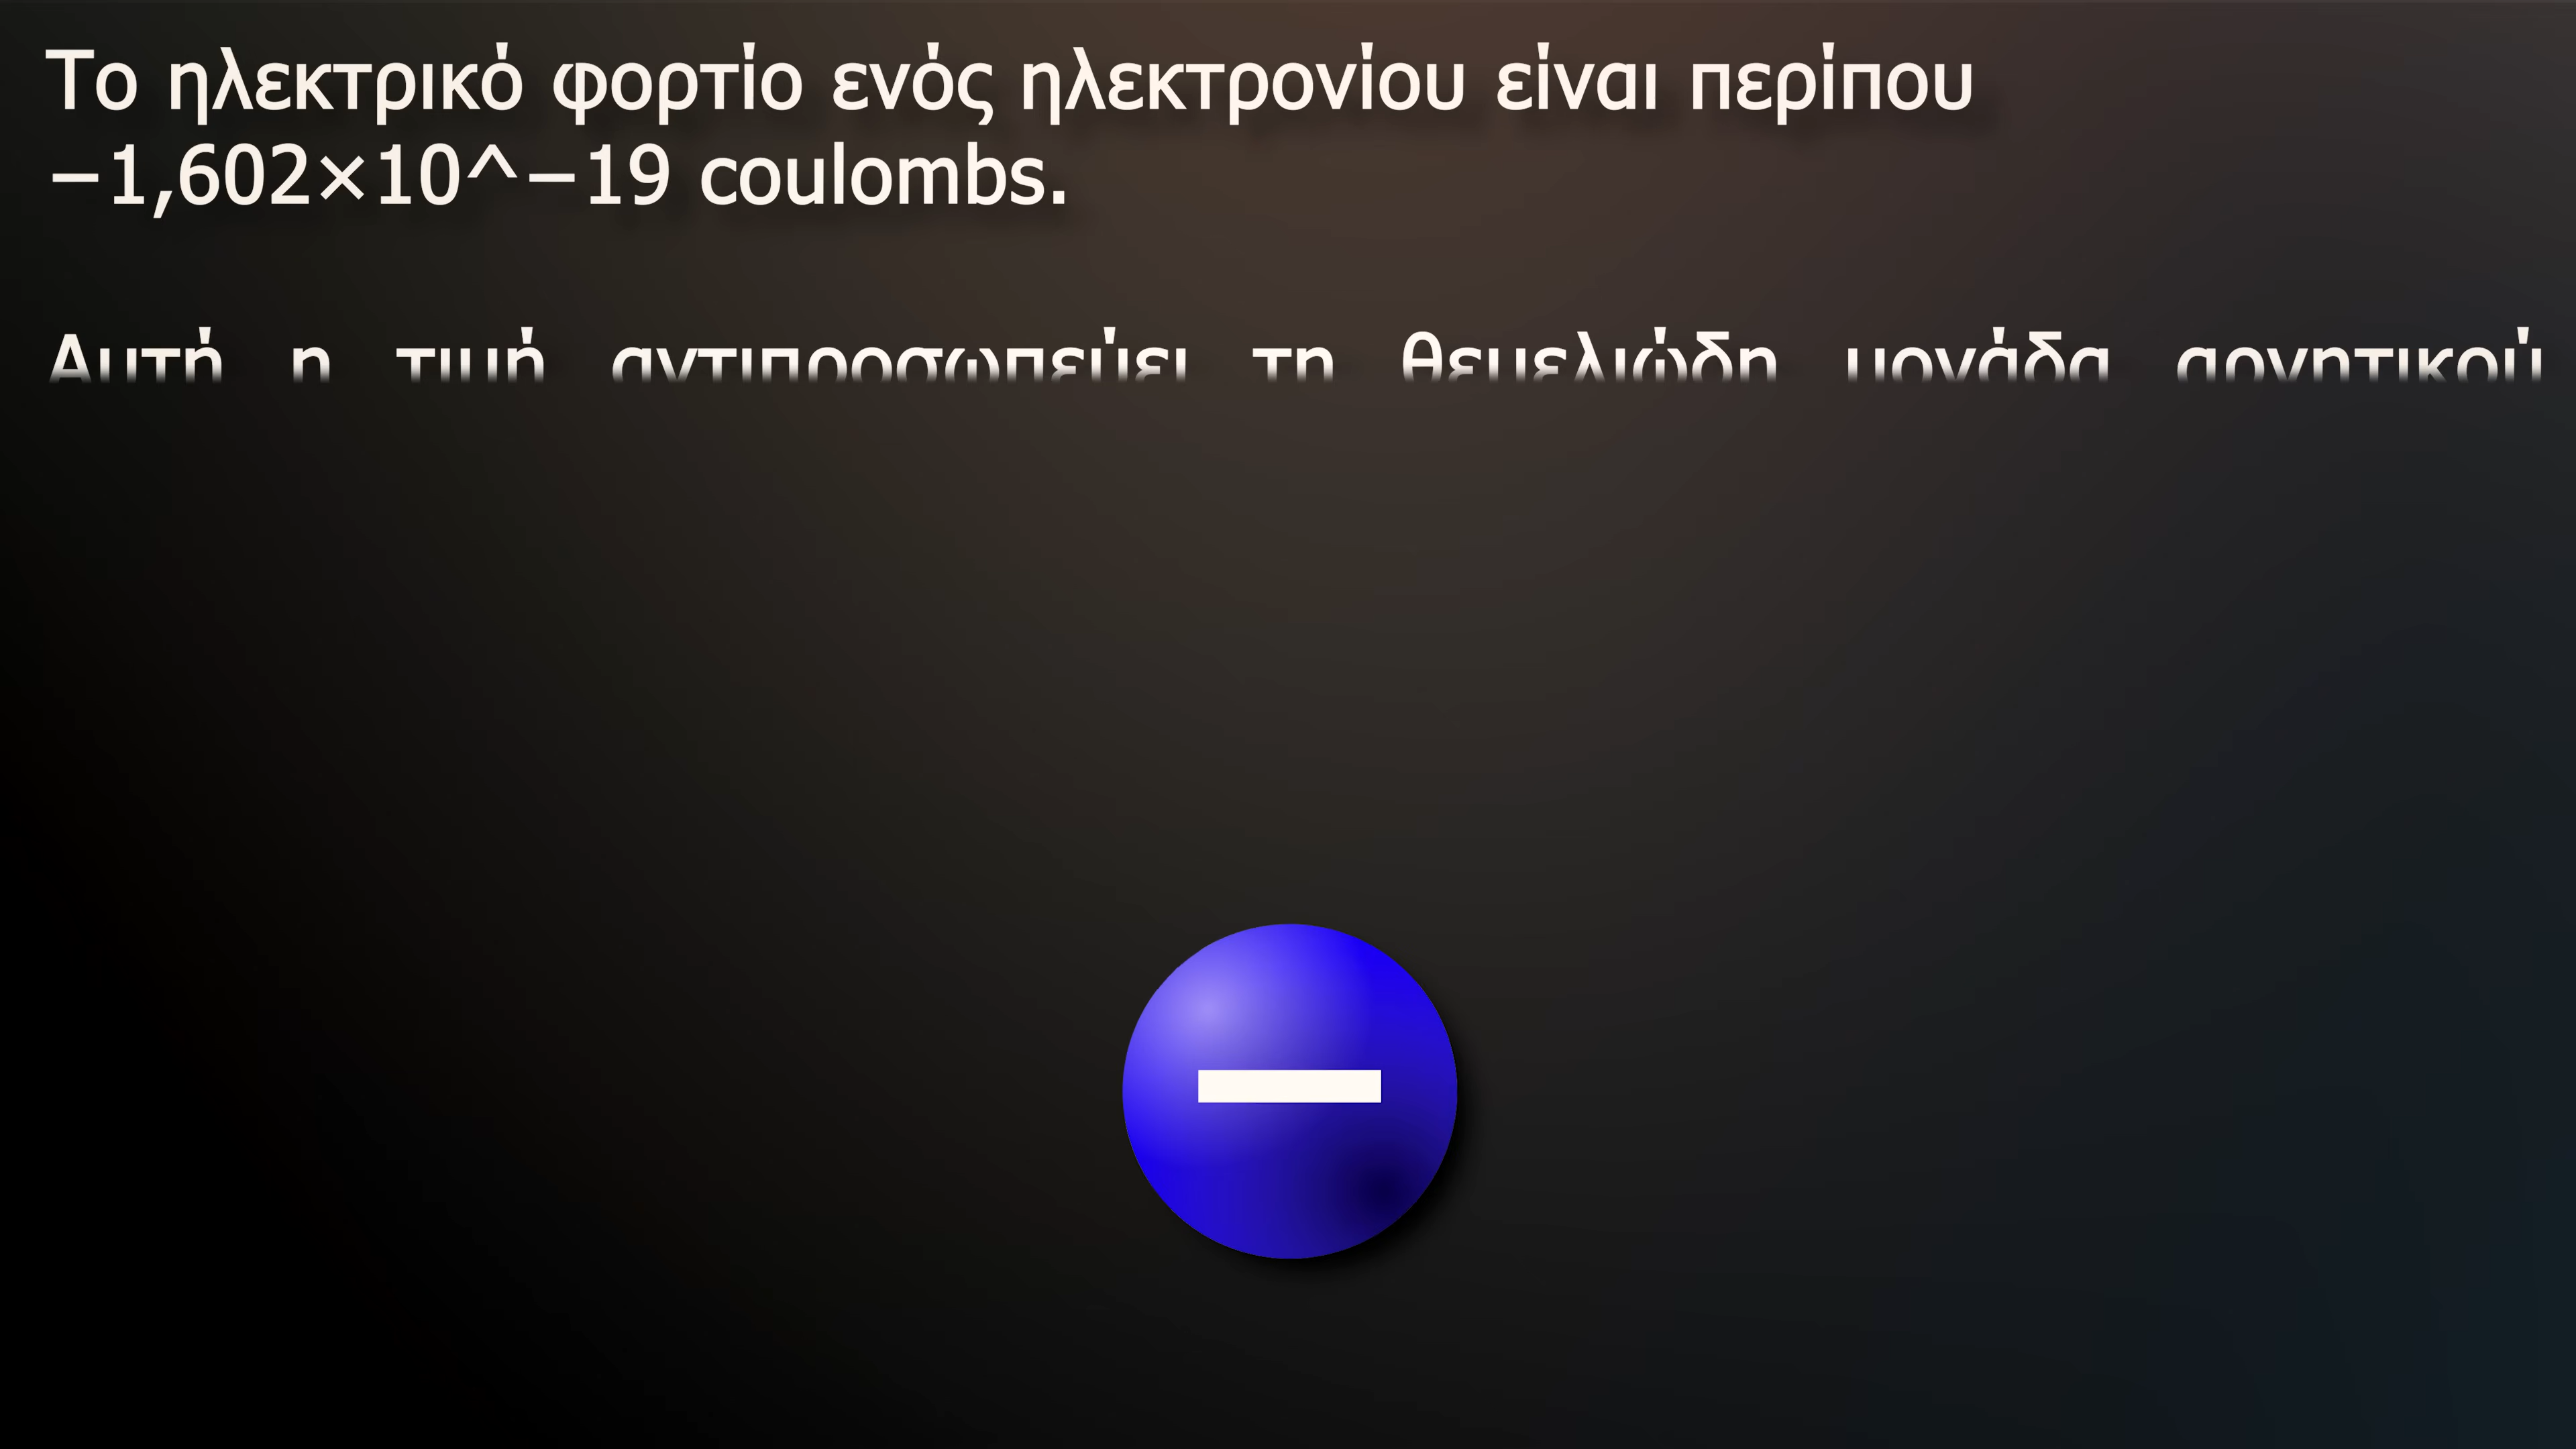 Το ηλεκτρικό φορτίο ενός ηλεκτρονίου είναι περίπου
−1,602×10^−19 coulombs.
Αυτή η τιμή αντιπροσωπεύει τη θεμελιώδη μονάδα αρνητικού